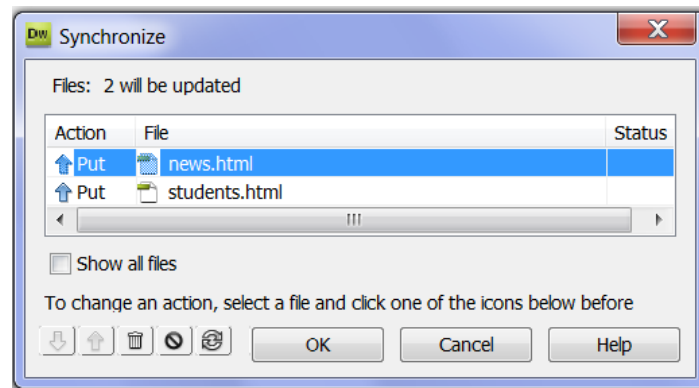 Dw Synchronize
Files: 2 will be updated
Action File Status
Put news.html
Put students.html
Show all files
To change an action, select a file and click one of the icons below before
OK Cancel Help